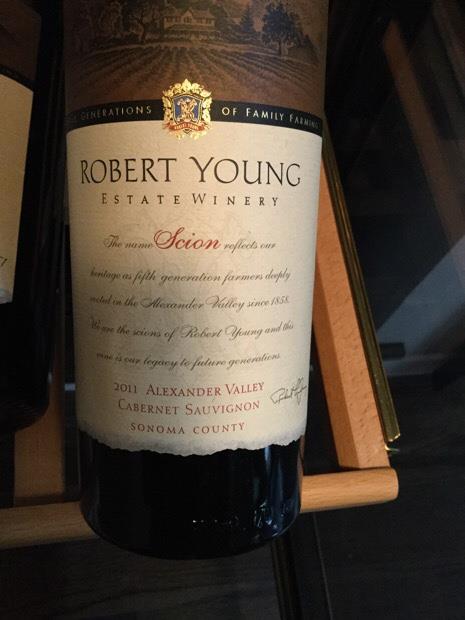 GENERATIONS OF FAMILY FARMING
ROBERT YOUNG
ROBERT YOUNG
ESTATE WINERY
The name Scion reflects our
heritage as fifth generation farmers deeply
rooted in the Alexander Valley since 1858.
We are the scions of Robert Young and this
wine is our legacy to future generations.
2011 ALEXANDER VALLEY
CABERNET SAUVIGNON
SONOMA COUNTY